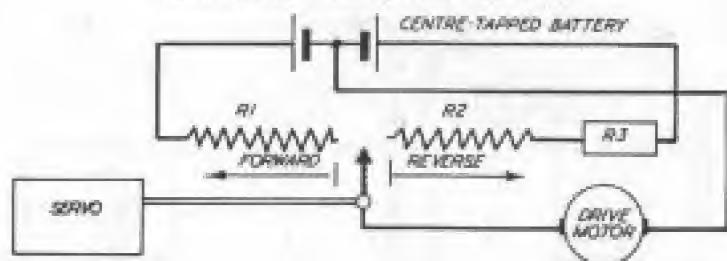 CENTRE-TAPPED BATTERY
R1
R2
R3
FORWARD
REVERSE
SERVO
DRIVE
MOTOR